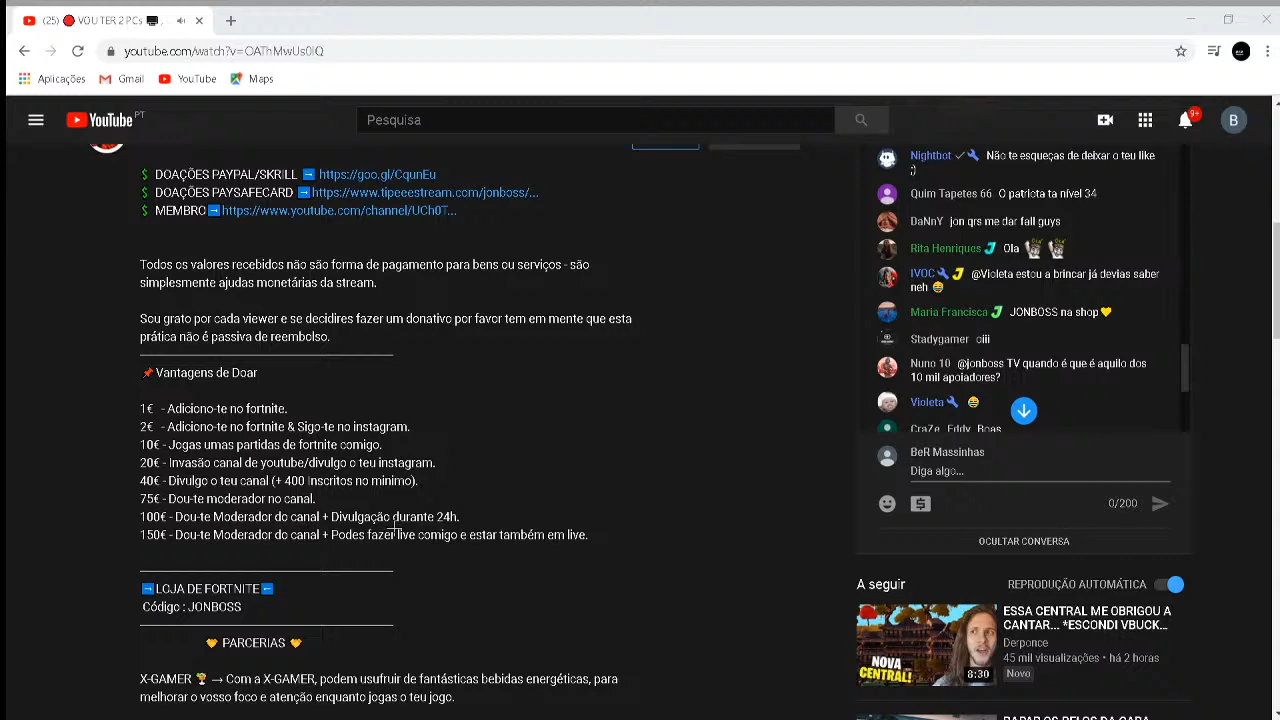 (25) 🔴 VOU TER 2 PCs 🖥️
youtube.com/watch?v=OAThMwUs0lQ
Aplicações Gmail YouTube Maps
YouTube PT
Pesquisa
9+
B
💲 DOAÇÕES PAYPAL/SKRILL ➡️ https://goo.gl/CqunEu
💲 DOAÇÕES PAYSAFECARD ➡️https://www.tipeeestream.com/jonboss/...
💲 MEMBRO➡️https://www.youtube.com/channel/UCh0T...
Todos os valores recebidos não são forma de pagamento para bens ou serviços - são
simplesmente ajudas monetárias da stream.
Sou grato por cada viewer e se decidires fazer um donativo por favor tem em mente que esta
prática não é passiva de reembolso.
📌Vantagens de Doar
1€ - Adiciono-te no fortnite.
2€ - Adiciono-te no fortnite & Sigo-te no instagram.
10€ - Jogas umas partidas de fortnite comigo.
20€ - Invasão canal de youtube/divulgo o teu instagram.
40€ - Divulgo o teu canal (+ 400 Inscritos no minimo).
75€ - Dou-te moderador no canal.
100€ - Dou-te Moderador do canal + Divulgação durante 24h.
150€ - Dou-te Moderador do canal + Podes fazer live comigo e estar também em live.
➡️LOJA DE FORTNITE⬅️
Código : JONBOSS
💛 PARCERIAS 💛
X-GAMER 🏆 → Com a X-GAMER, podem usufruir de fantásticas bebidas energéticas, para
melhorar o vosso foco e atenção enquanto jogas o teu jogo.
Nightbot Não te esqueças de deixar o teu like
;)
Quim Tapetes 66 O patriota ta nível 34
DaNnY jon qrs me dar fall guys
Rita Henriques Ola
IVOC @Violeta estou a brincar já devias saber
neh 😂
Maria Francisca JONBOSS na shop💛
Stadygamer oiii
Nuno 10 @jonboss TV quando é que é aquilo dos
10 mil apoiadores?
Violeta 😂
CraZe_Eddy Boas
BeR Massinhas
Diga algo...
0/200
OCULTAR CONVERSA
A seguir REPRODUÇÃO AUTOMÁTICA
NOVA
CENTRAL!
8:30
ESSA CENTRAL ME OBRIGOU A
CANTAR... *ESCONDI VBUCK...
Derponce
45 mil visualizações • há 2 horas
Novo
RAPAR OS PELOS DA CARA